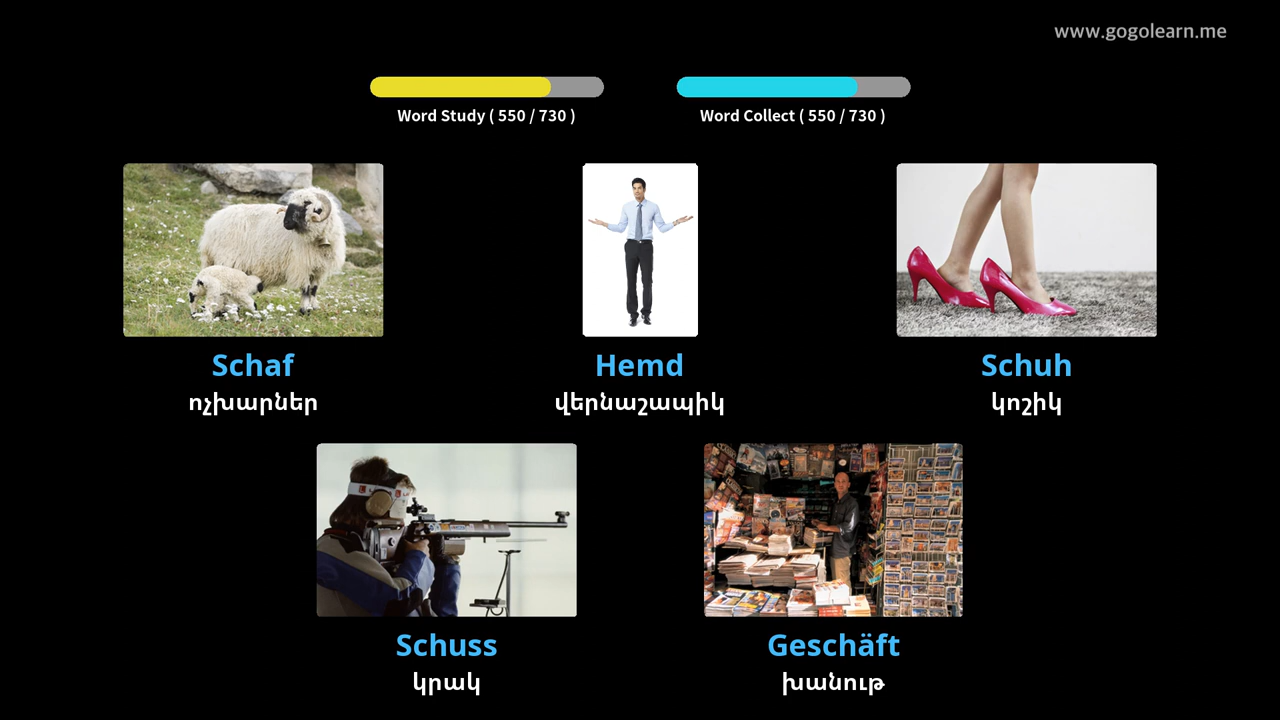 www.gogolearn.me
Word Study ( 550 / 730 )
Word Collect ( 550 / 730 )
Schaf
ոչխարներ
Hemd
վերնաշապիկ
Schuh
կոշիկ
Schuss
կրակ
Geschäft
խանութ